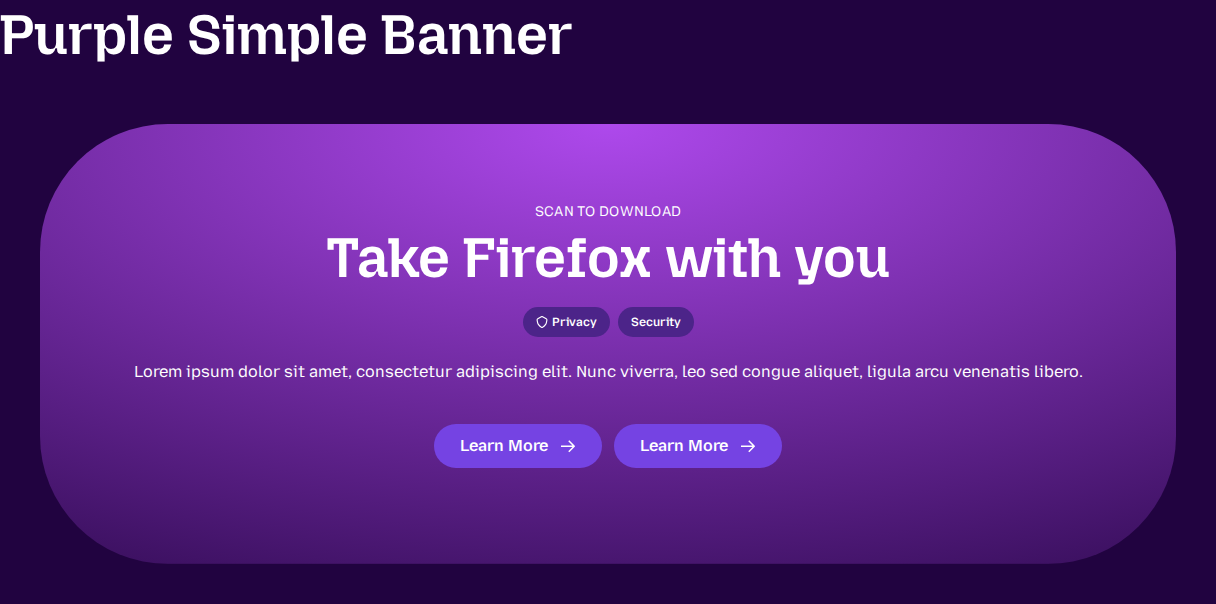 Purple Simple Banner
SCAN TO DOWNLOAD
Take Firefox with you
Privacy
Security
Lorem ipsum dolor sit amet, consectetur adipiscing elit. Nunc viverra, leo sed congue aliquet, ligula arcu venenatis libero.
Learn More
Learn More